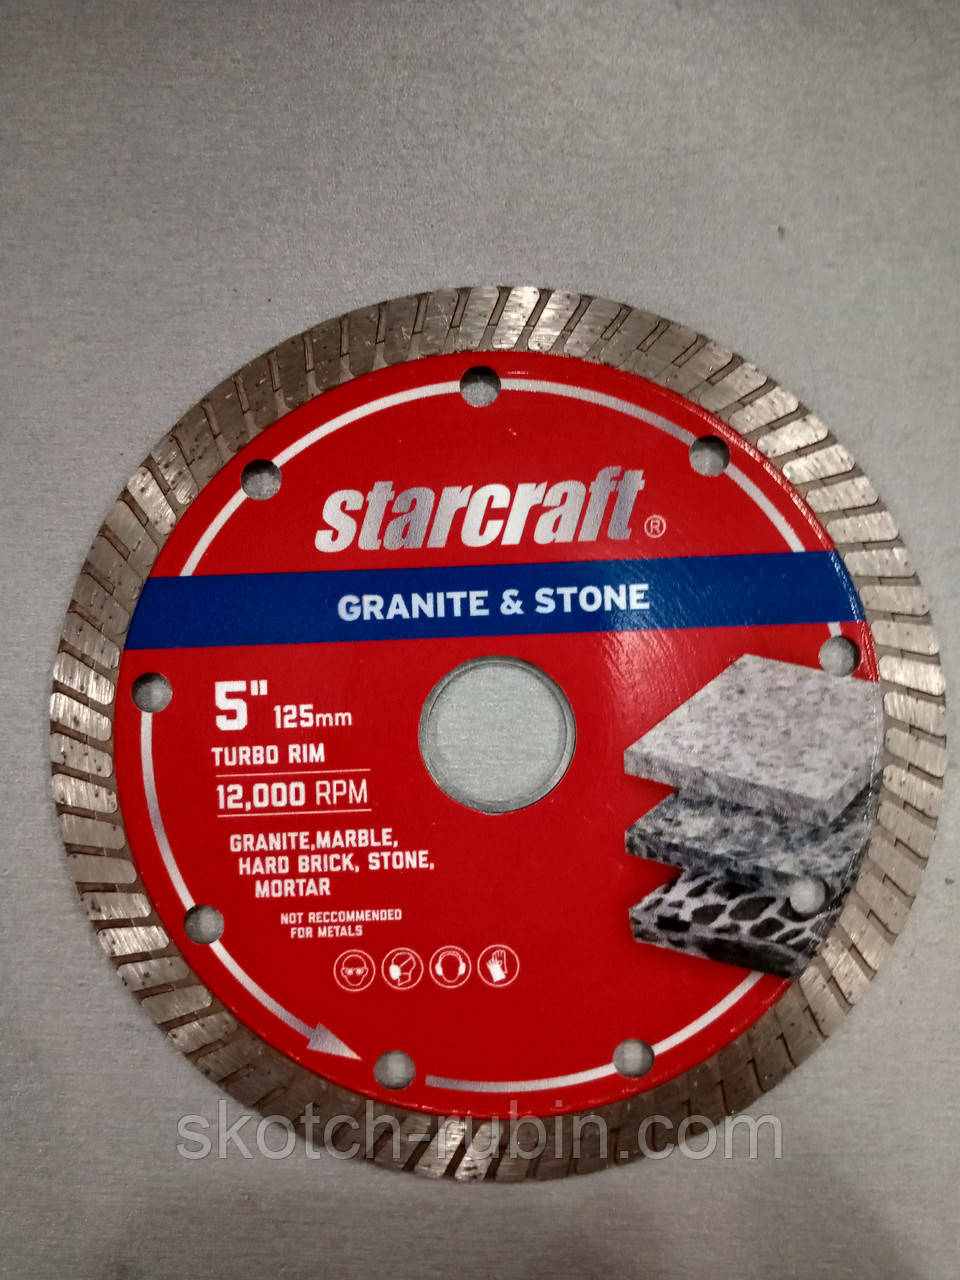 starcraft ®
GRANITE & STONE
5" 125mm
TURBO RIM
12,000 RPM
GRANITE,MARBLE,
HARD BRICK, STONE,
MORTAR
NOT RECCOMMENDED
FOR METALS
skotch-rubin.com